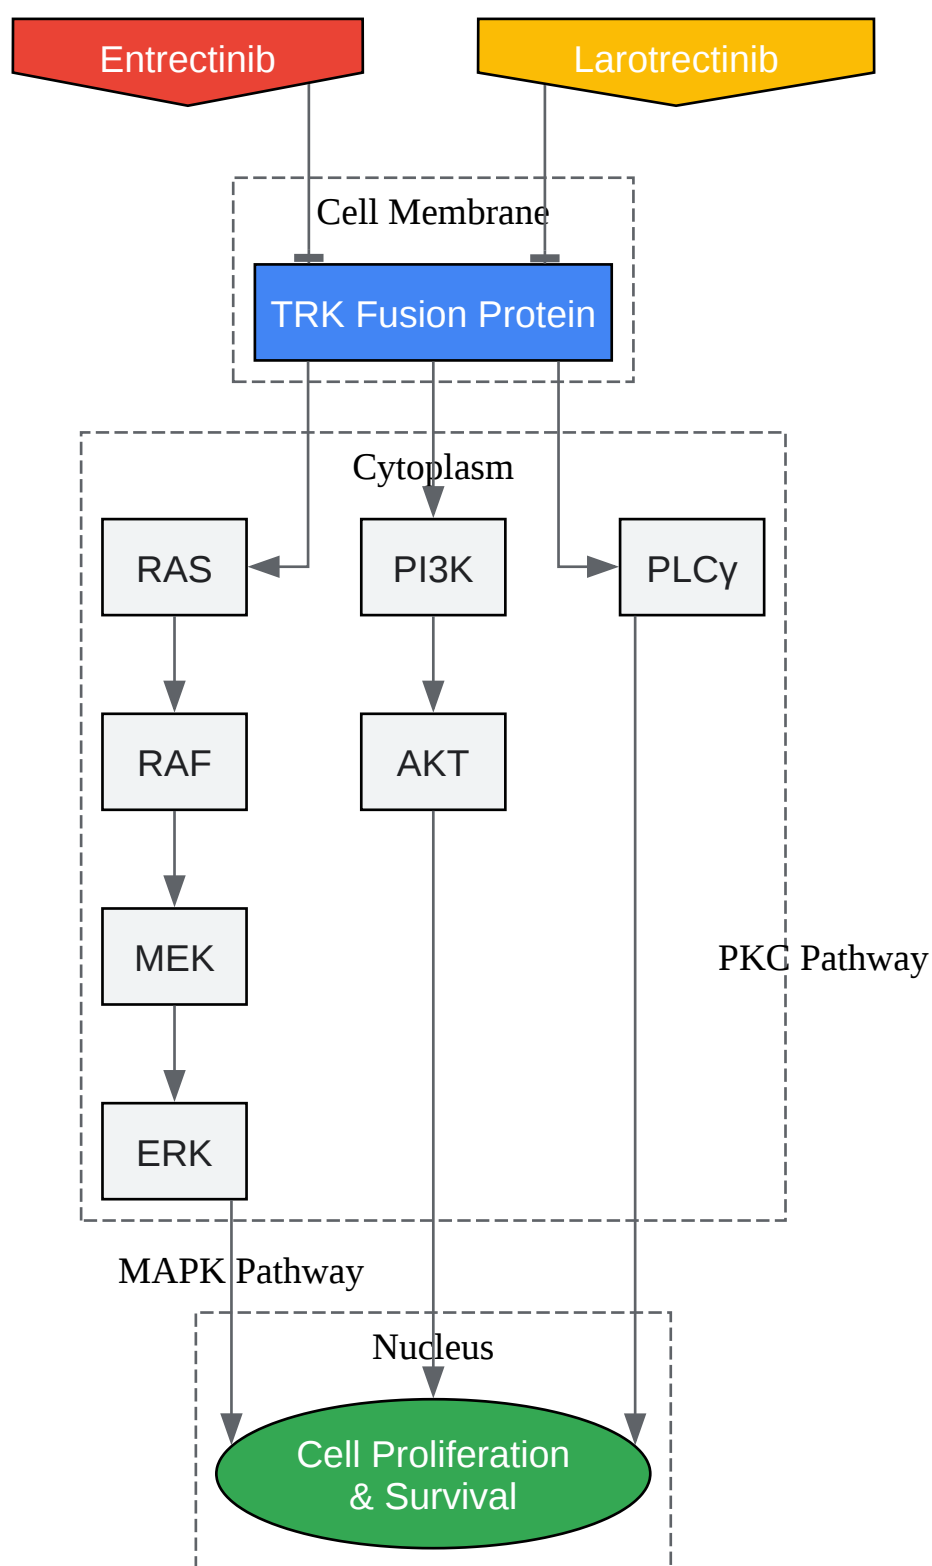 Entrectinib
Larotrectinib
Cell Membrane
TRK Fusion Protein
Cytoplasm
RAS
PI3K
PLCγ
RAF
AKT
MEK
PKC Pathway
ERK
MAPK Pathway
Nucleus
Cell Proliferation
& Survival